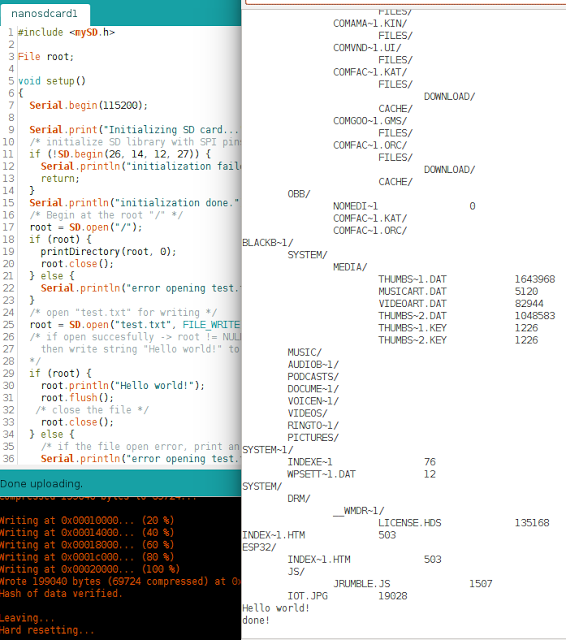 nanosdcard1
1 #include <mySD.h>
2
3 File root;
4
5 void setup()
6 {
7 Serial.begin(115200);
8
9 Serial.print("Initializing SD card...
10 /* initialize SD library with SPI pins
11 if (!SD.begin(26, 14, 12, 27)) {
12 Serial.println("initialization faile
13 return;
14 }
15 Serial.println("initialization done."
16 /* Begin at the root "/" */
17 root = SD.open("/");
18 if (root) {
19 printDirectory(root, 0);
20 root.close();
21 } else {
22 Serial.println("error opening test.
23 }
24 /* open "test.txt" for writing */
25 root = SD.open("test.txt", FILE_WRITE
26 /* if open succesfully -> root != NUL
27 then write string "Hello world!" to
28 */
29 if (root) {
30 root.println("Hello world!");
31 root.flush();
32 /* close the file */
33 root.close();
34 } else {
35 /* if the file open error, print an
36 Serial.println("error opening test.
Done uploading.
Writing at 0x00010000... (20 %)
Writing at 0x00014000... (40 %)
Writing at 0x00018000... (60 %)
Writing at 0x0001c000... (80 %)
Writing at 0x00020000... (100 %)
Wrote 199040 bytes (69724 compressed) at 0x
Hash of data verified.
Leaving...
Hard resetting...
FILES/
COMAMA~1.KIN/
FILES/
COMVND~1.UI/
FILES/
COMFAC~1.KAT/
FILES/
DOWNLOAD/
CACHE/
COMGOO~1.GMS/
FILES/
COMFAC~1.ORC/
FILES/
DOWNLOAD/
CACHE/
OBB/
NOMEDI~1 0
COMFAC~1.KAT/
COMFAC~1.ORC/
BLACKB~1/
SYSTEM/
MEDIA/
THUMBS~1.DAT 1643968
MUSICART.DAT 5120
VIDEOART.DAT 82944
THUMBS~2.DAT 1048583
THUMBS~1.KEY 1226
THUMBS~2.KEY 1226
MUSIC/
AUDIOB~1/
PODCASTS/
DOCUME~1/
VOICEN~1/
VIDEOS/
RINGTO~1/
PICTURES/
SYSTEM~1/
INDEXE~1 76
WPSETT~1.DAT 12
SYSTEM/
DRM/
__WMDR~1/
LICENSE.HDS 135168
INDEX~1.HTM 503
ESP32/
INDEX~1.HTM 503
JS/
JRUMBLE.JS 1507
IOT.JPG 19028
Hello world!
done!